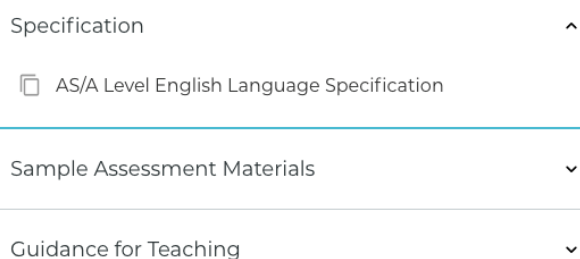 Specification
AS/A Level English Language Specification
Sample Assessment Materials
Guidance for Teaching